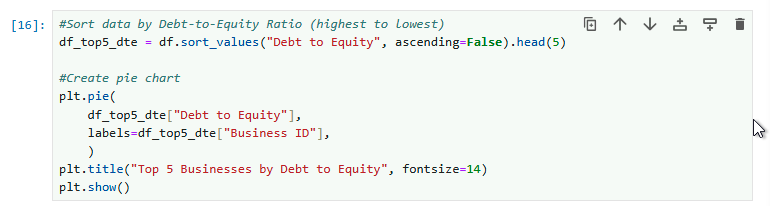 [16]: #Sort data by Debt-to-Equity Ratio (highest to lowest)
df_top5_dte = df.sort_values("Debt to Equity", ascending=False).head(5)

#Create pie chart
plt.pie(
    df_top5_dte["Debt to Equity"],
    labels=df_top5_dte["Business ID"],
    )
plt.title("Top 5 Businesses by Debt to Equity", fontsize=14)
plt.show()